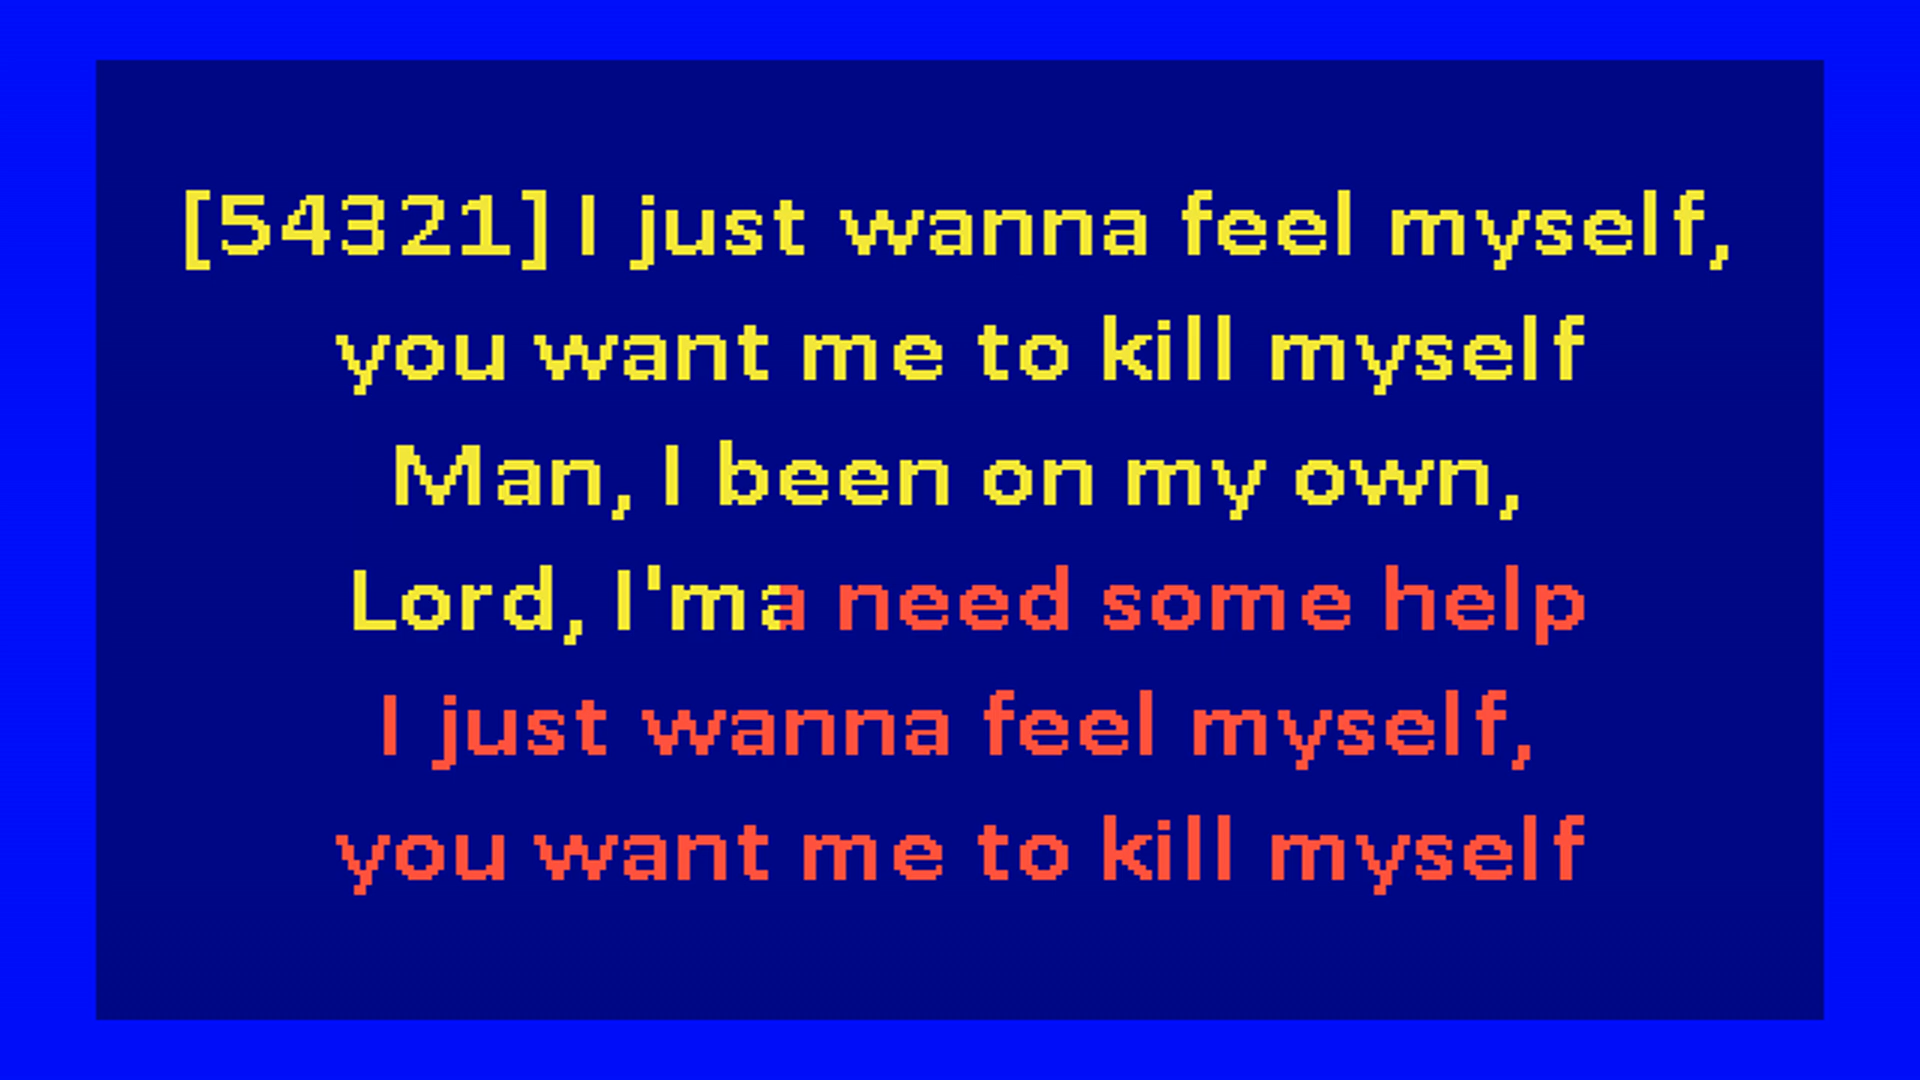 [54321] I just wanna feel myself,
you want me to kill myself
Man, I been on my own,
Lord, I'ma need some help
I just wanna feel myself,
you want me to kill myself